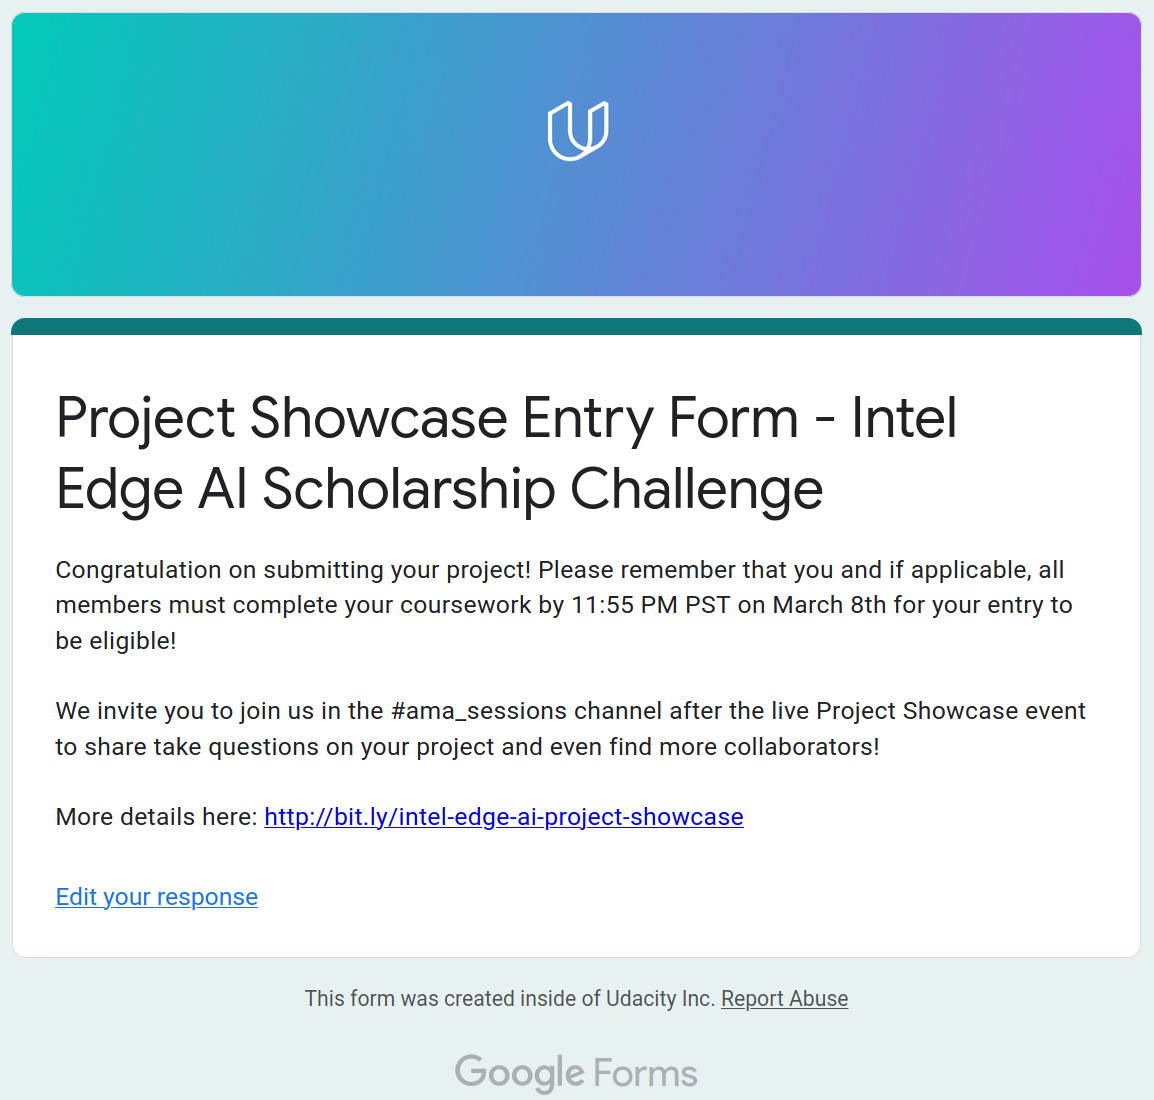 Project Showcase Entry Form - Intel
Edge AI Scholarship Challenge
Congratulation on submitting your project! Please remember that you and if applicable, all
members must complete your coursework by 11:55 PM PST on March 8th for your entry to
be eligible!
We invite you to join us in the #ama_sessions channel after the live Project Showcase event
to share take questions on your project and even find more collaborators!
More details here: http://bit.ly/intel-edge-ai-project-showcase
Edit your response
This form was created inside of Udacity Inc. Report Abuse
Google Forms